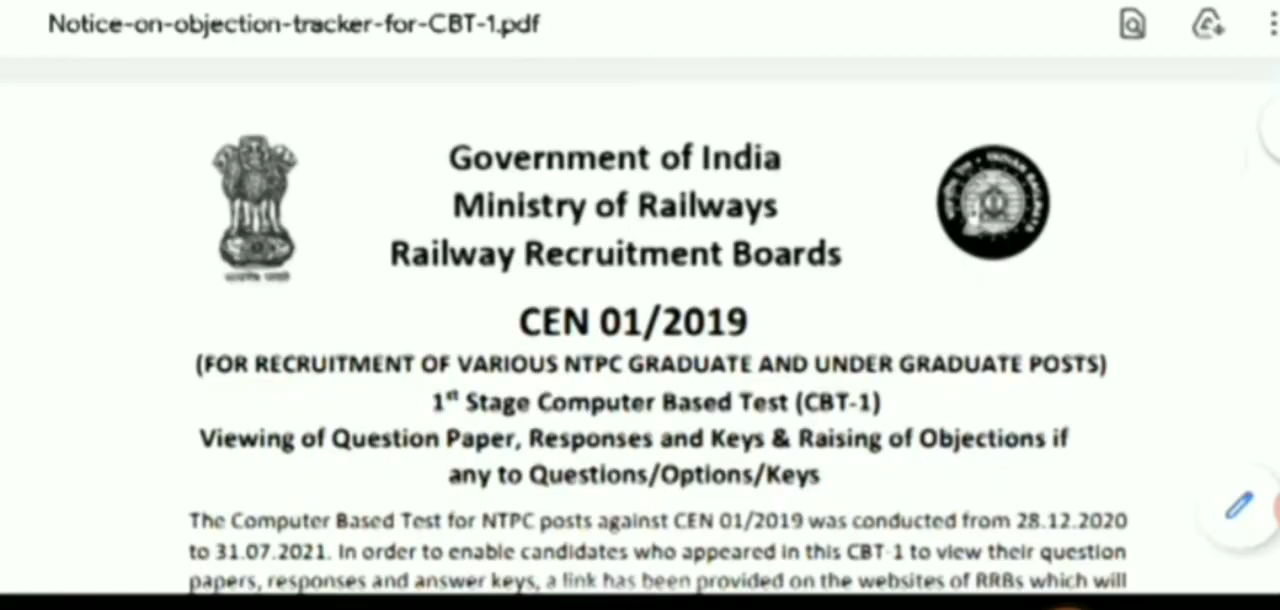 Notice-on-objection-tracker-for-CBT-1.pdf
Government of India
Ministry of Railways
Railway Recruitment Boards
CEN 01/2019
(FOR RECRUITMENT OF VARIOUS NTPC GRADUATE AND UNDER GRADUATE POSTS)
1st Stage Computer Based Test (CBT-1)
Viewing of Question Paper, Responses and Keys & Raising of Objections if
any to Questions/Options/Keys
The Computer Based Test for NTPC posts against CEN 01/2019 was conducted from 28.12.2020
to 31.07.2021. In order to enable candidates who appeared in this CBT-1 to view their question
papers, responses and answer keys, a link has been provided on the websites of RRBs which will